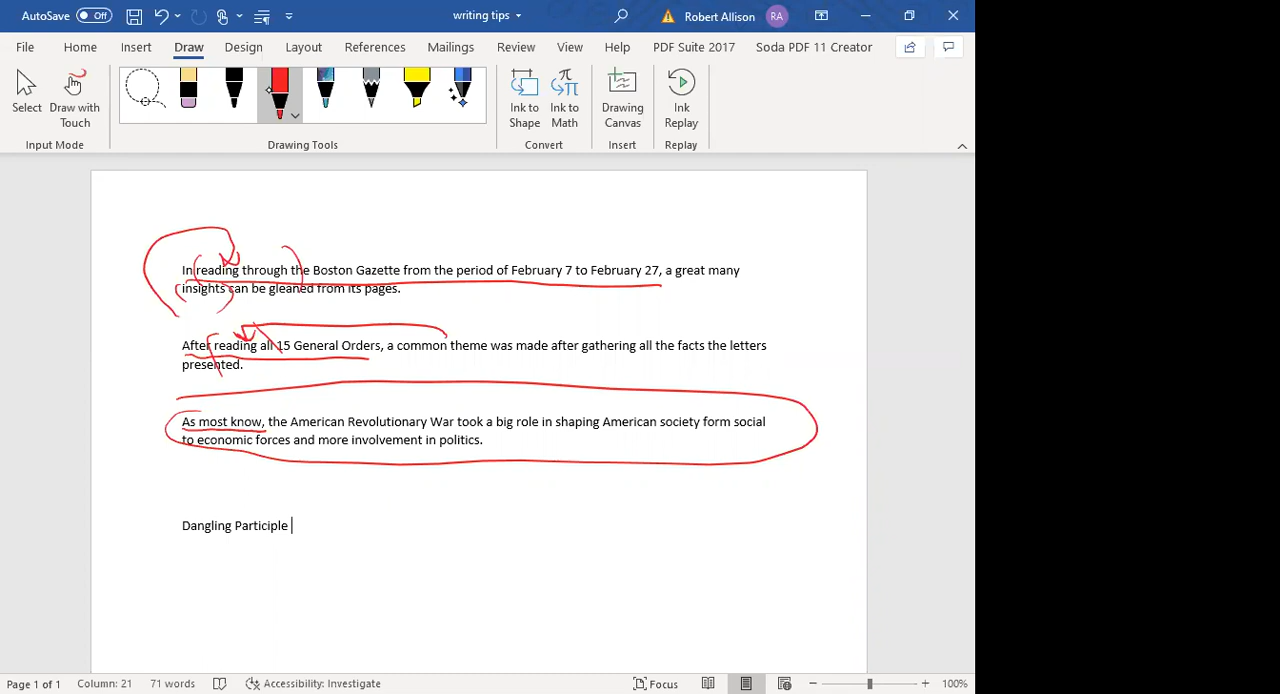 AutoSave Off writing tips Robert Allison RA
File Home Insert Draw Design Layout References Mailings Review View Help PDF Suite 2017 Soda PDF 11 Creator
Select Draw with Touch Ink to Shape Ink to Math Drawing Canvas Ink Replay
Input Mode Drawing Tools Convert Insert Replay
In reading through the Boston Gazette from the period of February 7 to February 27, a great many
insights can be gleaned from its pages.
After reading all 15 General Orders, a common theme was made after gathering all the facts the letters
presented.
As most know, the American Revolutionary War took a big role in shaping American society form social
to economic forces and more involvement in politics.
Dangling Participle
Page 1 of 1 Column: 21 71 words Accessibility: Investigate Focus 100%